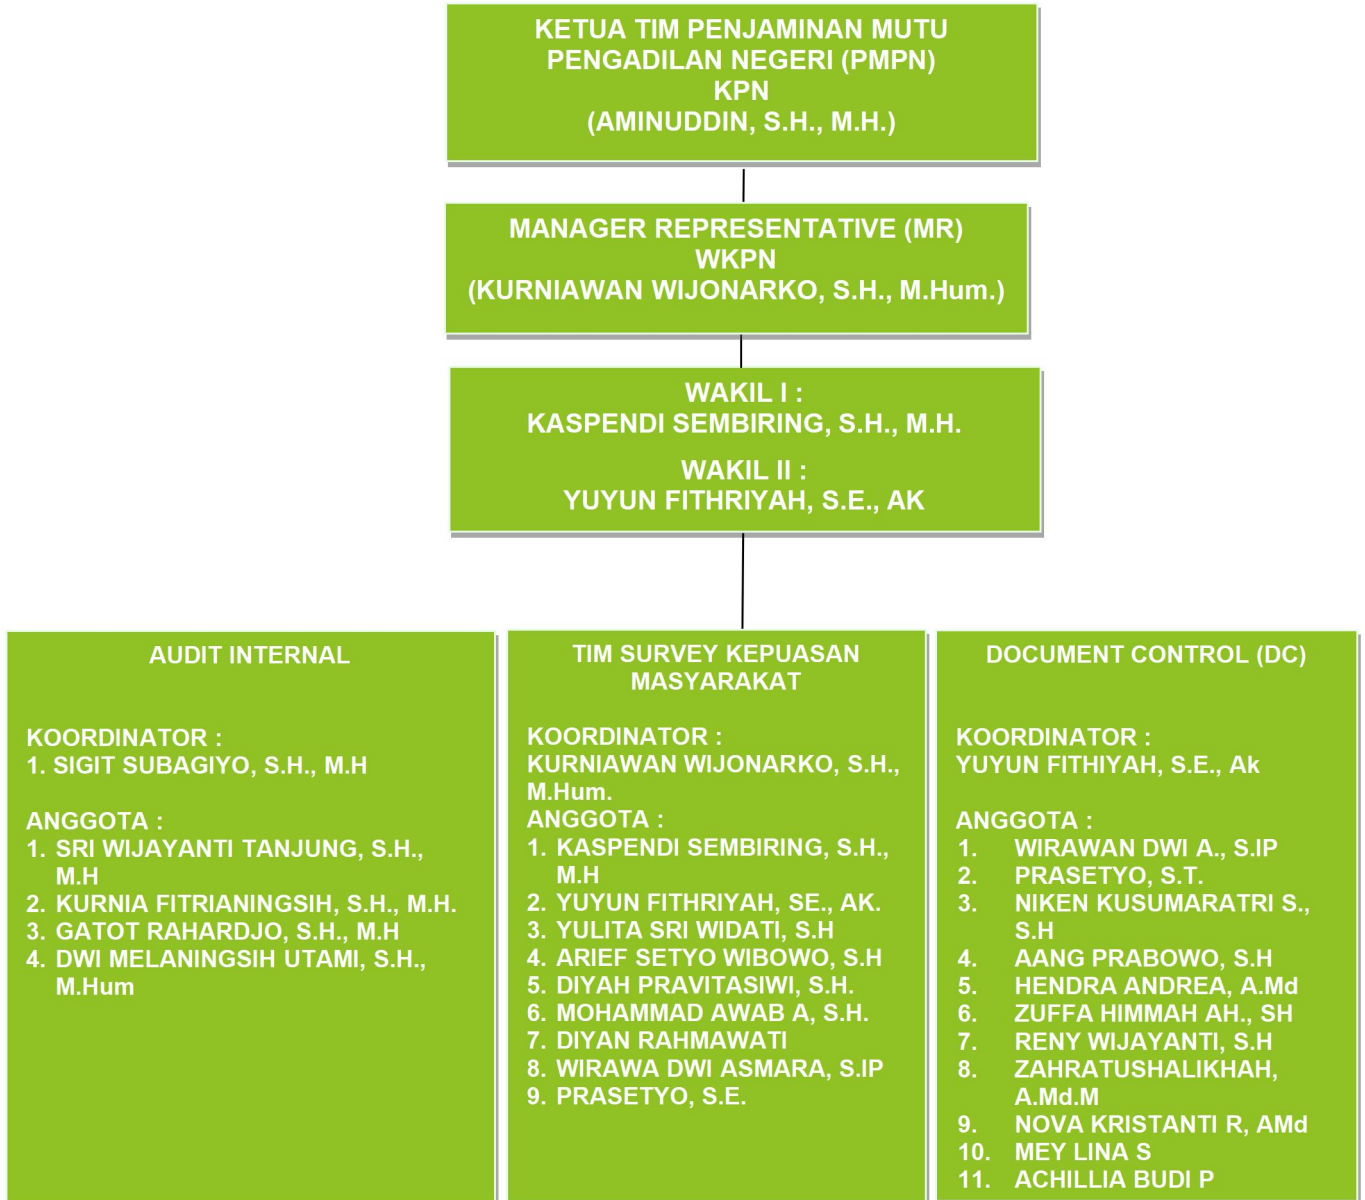 KETUA TIM PENJAMINAN MUTU
PENGADILAN NEGERI (PMPN)
KPN
(AMINUDDIN, S.H., M.H.)
MANAGER REPRESENTATIVE (MR)
WKPN
(KURNIAWAN WIJONARKO, S.H., M.Hum.)
WAKIL I :
KASPENDI SEMBIRING, S.H., M.H.
WAKIL II :
YUYUN FITHRIYAH, S.E., AK
AUDIT INTERNAL
KOORDINATOR :
1. SIGIT SUBAGIYO, S.H., M.H
ANGGOTA :
1. SRI WIJAYANTI TANJUNG, S.H.,
M.H
2. KURNIA FITRIANINGSIH, S.H., M.H.
3. GATOT RAHARDJO, S.H., M.H
4. DWI MELANINGSIH UTAMI, S.H.,
M.Hum
TIM SURVEY KEPUASAN
MASYARAKAT
KOORDINATOR :
KURNIAWAN WIJONARKO, S.H.,
M.Hum.
ANGGOTA :
1. KASPENDI SEMBIRING, S.H.,
M.H
2. YUYUN FITHRIYAH, SE., AK.
3. YULITA SRI WIDATI, S.H
4. ARIEF SETYO WIBOWO, S.H
5. DIYAH PRAVITASIWI, S.H.
6. MOHAMMAD AWAB A, S.H.
7. DIYAN RAHMAWATI
8. WIRAWA DWI ASMARA, S.IP
9. PRASETYO, S.E.
DOCUMENT CONTROL (DC)
KOORDINATOR :
YUYUN FITHIYAH, S.E., Ak
ANGGOTA :
1. WIRAWAN DWI A., S.IP
2. PRASETYO, S.T.
3. NIKEN KUSUMARATRI S.,
S.H
4. AANG PRABOWO, S.H
5. HENDRA ANDREA, A.Md
6. ZUFFA HIMMAH AH., SH
7. RENY WIJAYANTI, S.H
8. ZAHRATUSHALIKHAH,
A.Md.M
9. NOVA KRISTANTI R, AMd
10. MEY LINA S
11. ACHILLIA BUDI P